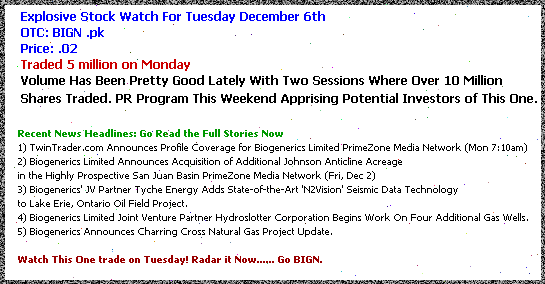 Explosive Stock Watch For Tuesday December 6th
OTC: BIGN .pk
Price: .02
Traded 5 million on Monday
Volume Has Been Pretty Good Lately With Two Sessions Where Over 10 Million
Shares Traded. PR Program This Weekend Apprising Potential Investors of This One.
Recent News Headlines: Go Read the Full Stories Now
1) TwinTrader.com Announces Profile Coverage for Biogenerics Limited PrimeZone Media Network (Mon 7:10am)
2) Biogenerics Limited Announces Acquisition of Additional Johnson Anticline Acreage
in the Highly Prospective San Juan Basin PrimeZone Media Network (Fri, Dec 2)
3) Biogenerics' JV Partner Tyche Energy Adds State-of-the-Art 'N2Vision' Seismic Data Technology
to Lake Erie, Ontario Oil Field Project.
4) Biogenerics Limited Joint Venture Partner Hydroslotter Corporation Begins Work On Four Additional Gas Wells.
5) Biogenerics Announces Charring Cross Natural Gas Project Update.
Watch This One trade on Tuesday! Radar it Now...... Go BIGN.